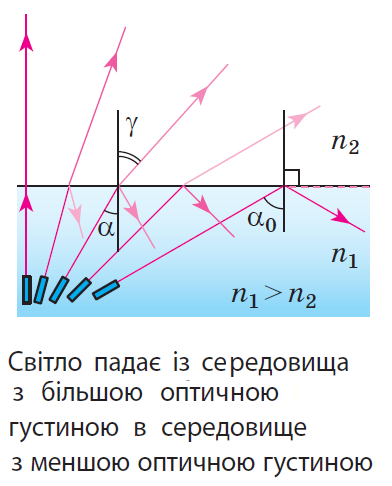 γ
n₂
α
α₀
n₁
n₁ > n₂
Світло падає із середовища
з більшою оптичною
густиною в середовище
з меншою оптичною густиною